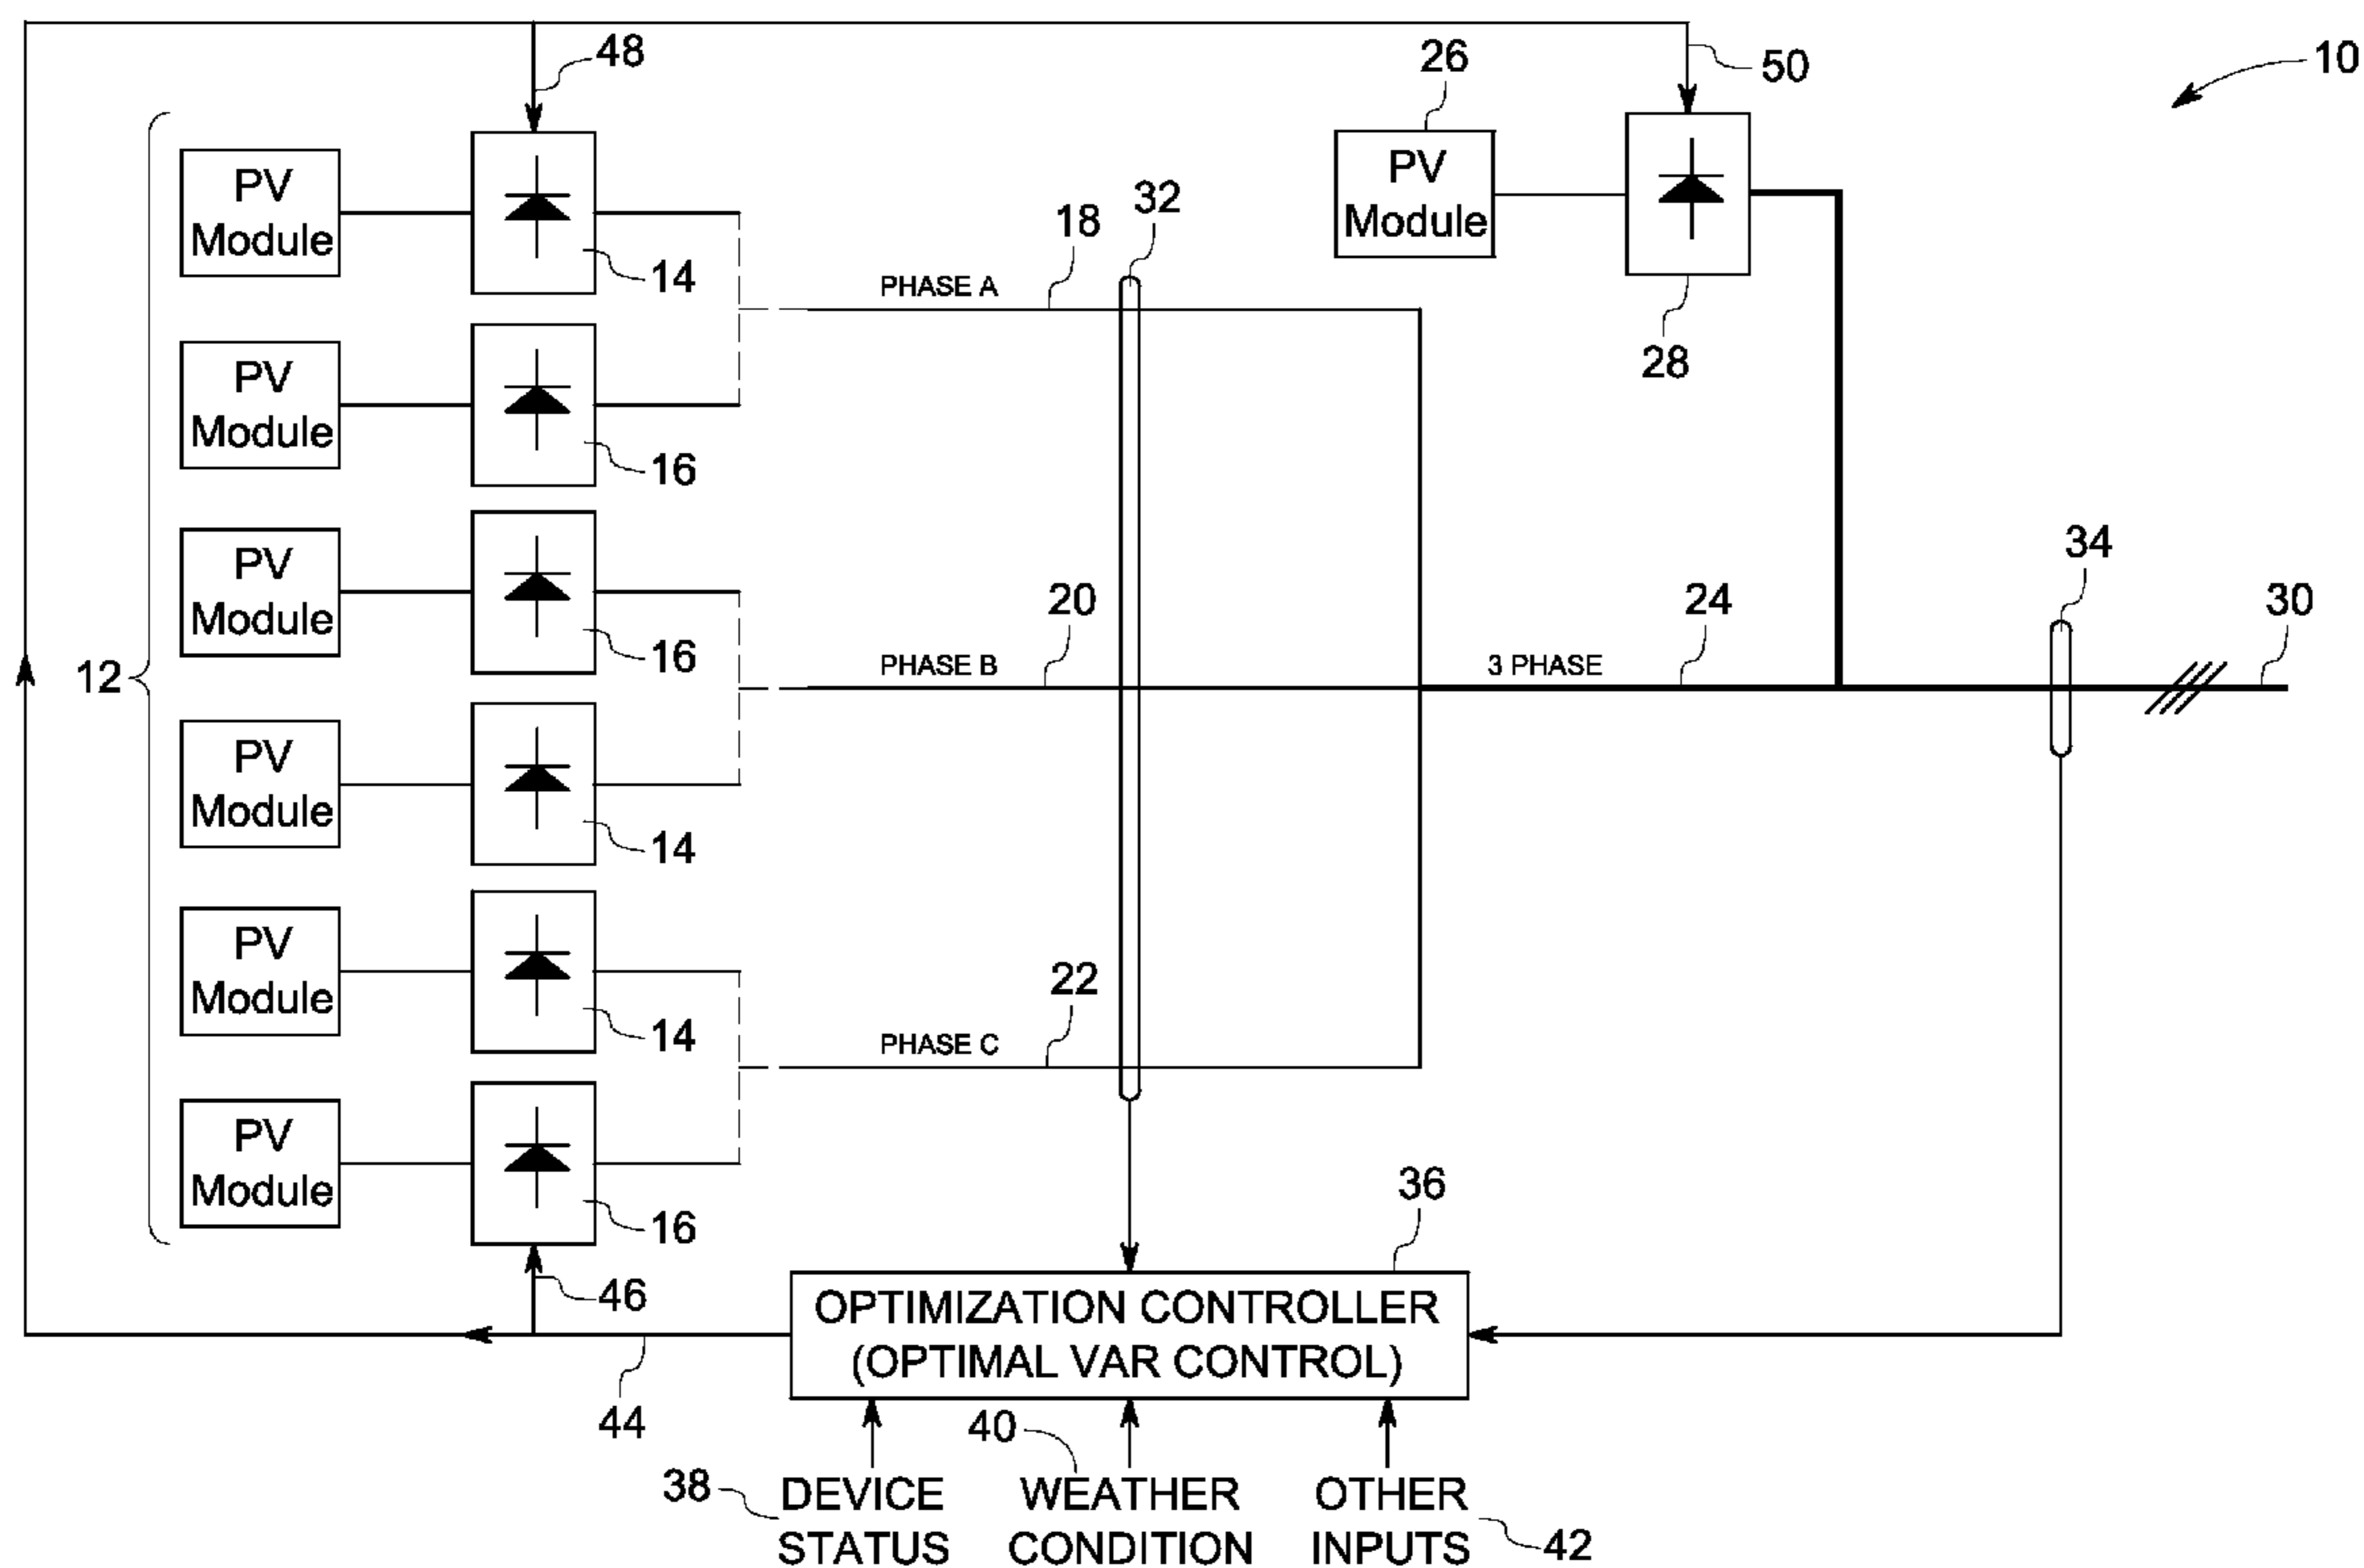 48
26
50
10
PV
Module
14
PHASE A
18
32
PV
Module
28
PV
Module
16
12
PV
Module
16
PHASE B
20
3 PHASE
24
34
30
PV
Module
14
PV
Module
14
PHASE C
22
PV
Module
16
46
44
36
OPTIMIZATION CONTROLLER
(OPTIMAL VAR CONTROL)
38
DEVICE
STATUS
40
WEATHER
CONDITION
OTHER
INPUTS
42